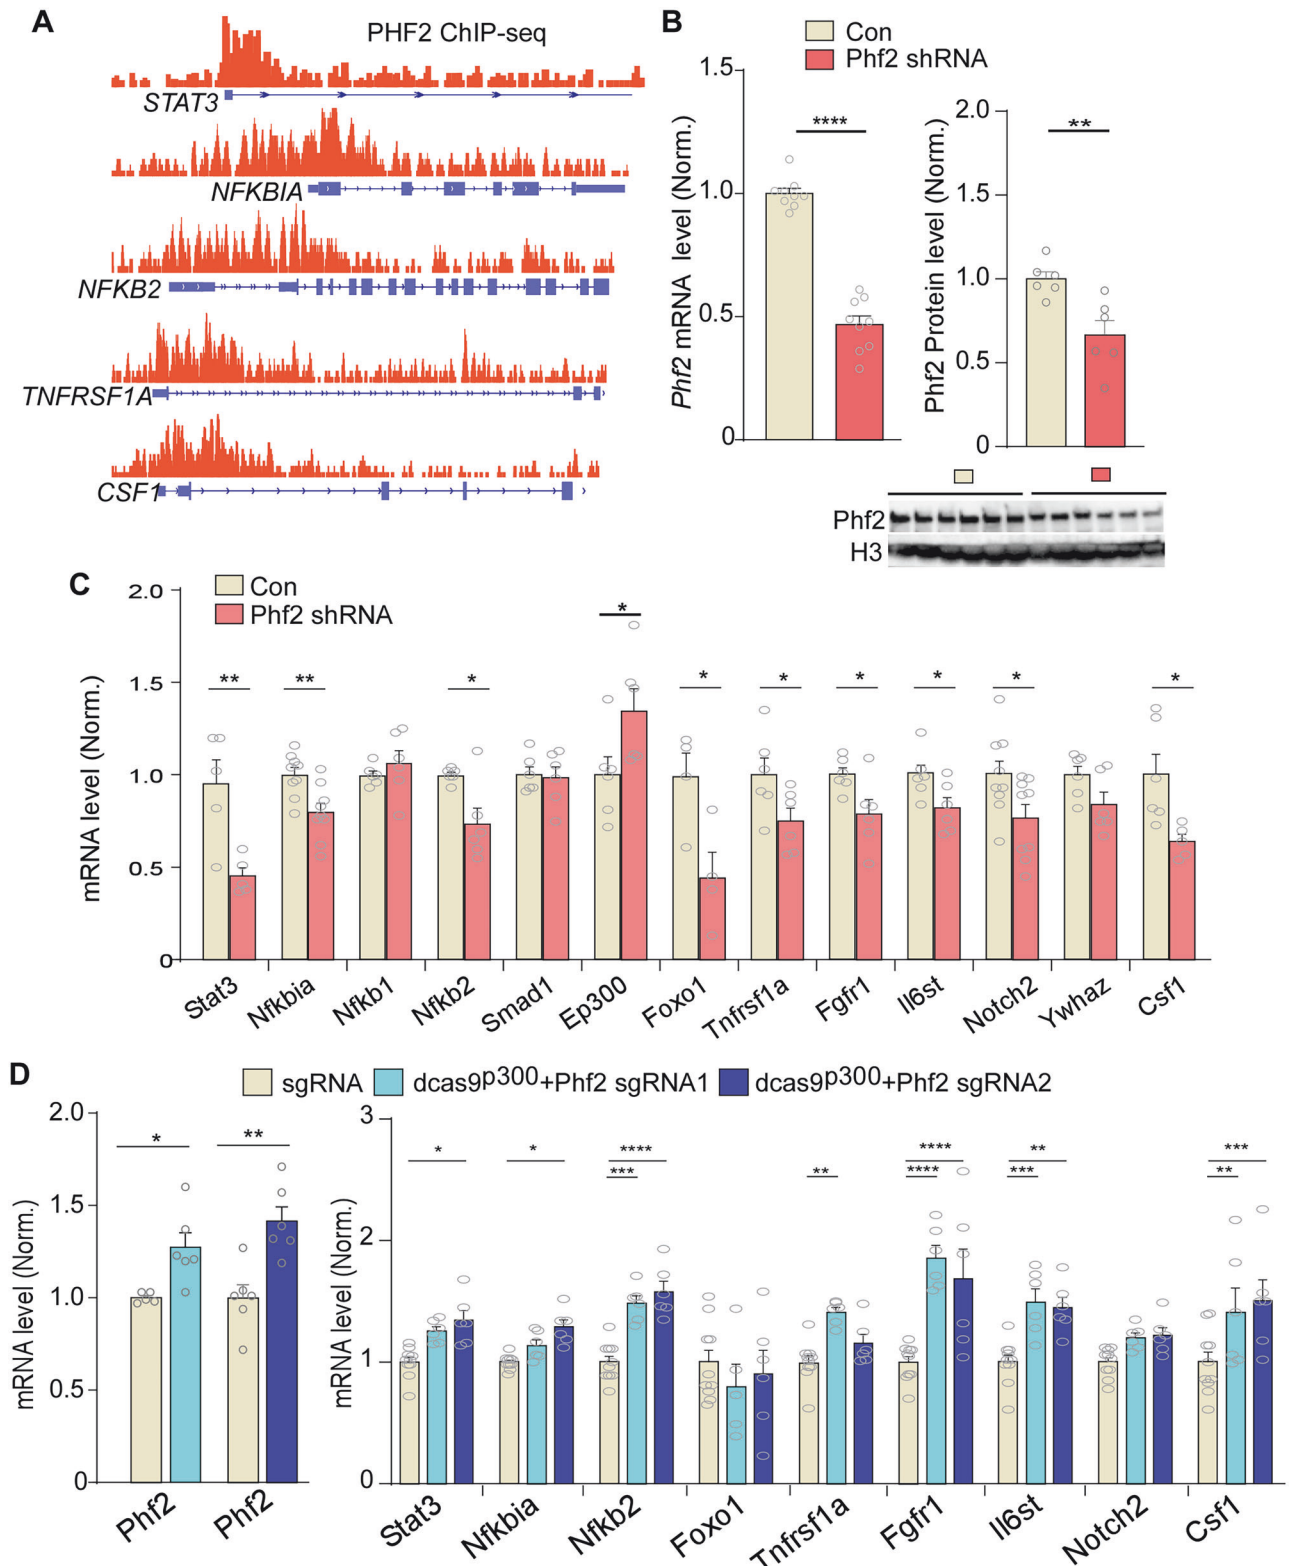 A
PHF2 ChIP-seq
STAT3
NFKBIA
NFKB2
TNFRSF1A
CSF1
B
Con
Phf2 shRNA
1.5
1.0
0.5
0
Phf2 mRNA level (Norm.)
****
2.0
1.5
1.0
0.5
0
Phf2 Protein level (Norm.)
**
Phf2
H3
C
Con
Phf2 shRNA
2.0
1.5
1.0
0.5
0
mRNA level (Norm.)
** ** * * * * * * * *
Stat3 Nfkbia Nfkb1 Nfkb2 Smad1 Ep300 Foxo1 Tnfrsf1a Fgfr1 Il6st Notch2 Ywhaz Csf1
D
sgRNA dcas9p300+Phf2 sgRNA1 dcas9p300+Phf2 sgRNA2
2.0
1.5
1.0
0.5
0
mRNA level (Norm.)
* **
Phf2 Phf2
3
2
1
0
mRNA level (Norm.)
* * **** **** ** ***
*** ** **** *** **
Stat3 Nfkbia Nfkb2 Foxo1 Tnfrsf1a Fgfr1 Il6st Notch2 Csf1